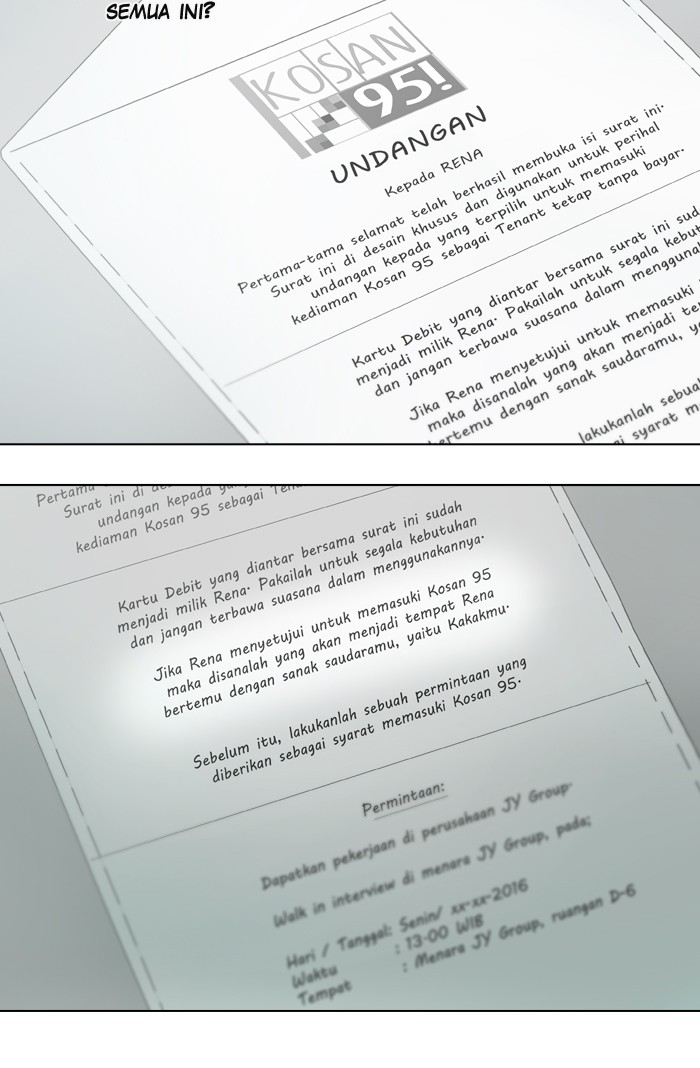 SEMUA INI?
KOSAN
95!
UNDANGAN
Kepada RENA
Pertama-tama selamat telah berhasil membuka isi surat ini.
Surat ini di desain khusus dan digunakan untuk perihal
undangan kepada yang terpilih untuk memasuki
kediaman Kosan 95 sebagai Tenant tetap tanpa bayar.
Kartu Debit yang diantar bersama surat ini sud
menjadi milik Rena. Pakailah untuk segala kebut
dan jangan terbawa suasana dalam mengguna
Jika Rena menyetujui untuk memasuki
maka disanalah yang akan menjadi te
bertemu dengan sanak saudaramu, y
lakukanlah sebua
ai syarat m
Pertama
Surat ini di
undangan kepada
kediaman Kosan 95 sebagai
Kartu Debit yang diantar bersama surat ini sudah
menjadi milik Rena. Pakailah untuk segala kebutuhan
dan jangan terbawa suasana dalam menggunakannya.
Jika Rena menyetujui untuk memasuki Kosan 95
maka disanalah yang akan menjadi tempat Rena
bertemu dengan sanak saudaramu, yaitu Kakakmu.
Sebelum itu, lakukanlah sebuah permintaan yang
diberikan sebagai syarat memasuki Kosan 95.
Permintaan:
Dapatkan pekerjaan di perusahaan JY Group.
Walk in interview di menara JY Group, pada;
Hari / Tanggal: Senin/ xx-xx-2016
Waktu : 13.00 WIB
Tempat : Menara JY Group, ruangan D-6